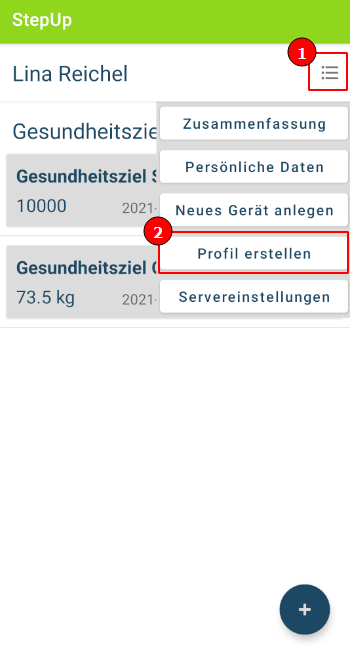 StepUp
1
Lina Reichel
Zusammenfassung
Gesundheitszie
Persönliche Daten
Gesundheitsziel S
10000
2021-
Neues Gerät anlegen
2
Profil erstellen
Gesundheitsziel
73.5 kg
2021-
Servereinstellungen
+